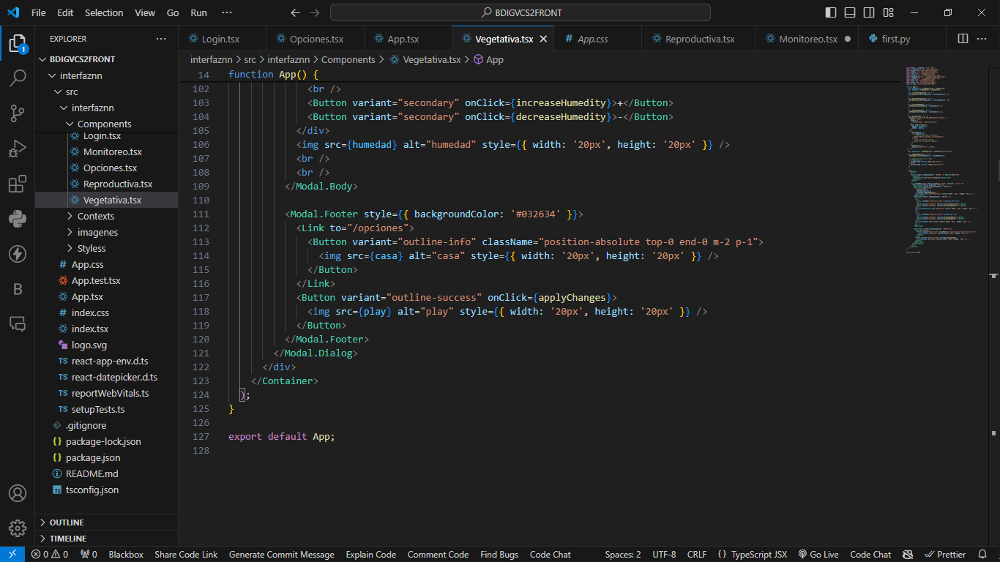 File Edit Selection View Go Run ···
BDIGVCS2FRONT
EXPLORER ···
BDIGVCS2FRONT
interfaznn
src
interfaznn
Components
Login.tsx
Monitoreo.tsx
Opciones.tsx
Reproductiva.tsx
Vegetativa.tsx
Contexts
imagenes
Styless
# App.css
App.test.tsx
App.tsx
# index.css
index.tsx
logo.svg
TS react-app-env.d.ts
TS react-datepicker.d.ts
TS reportWebVitals.ts
TS setupTests.ts
.gitignore
{} package-lock.json
{} package.json
README.md
TS tsconfig.json
OUTLINE
TIMELINE
1
B
Login.tsx Opciones.tsx App.tsx Vegetativa.tsx # App.css Reproductiva.tsx Monitoreo.tsx first.py ···
interfaznn > src > interfaznn > Components > Vegetativa.tsx > App
14 function App() {
102 <br />
103 <Button variant="secondary" onClick={increaseHumedity}>+</Button>
104 <Button variant="secondary" onClick={decreaseHumedity}>-</Button>
105 </div>
106 <img src={humedad} alt="humedad" style={{ width: '20px', height: '20px' }} />
107 <br />
108 <br />
109 </Modal.Body>
110
111 <Modal.Footer style={{ backgroundColor: '#032634' }}>
112 <Link to="/opciones">
113 <Button variant="outline-info" className="position-absolute top-0 end-0 m-2 p-1">
114 <img src={casa} alt="casa" style={{ width: '20px', height: '20px' }} />
115 </Button>
116 </Link>
117 <Button variant="outline-success" onClick={applyChanges}>
118 <img src={play} alt="play" style={{ width: '20px', height: '20px' }} />
119 </Button>
120 </Modal.Footer>
121 </Modal.Dialog>
122 </div>
123 </Container>
124 );
125 }
126
127 export default App;
128
0 0 0 Blackbox Share Code Link Generate Commit Message Explain Code Comment Code Find Bugs Code Chat Spaces: 2 UTF-8 CRLF {} TypeScript JSX Go Live Code Chat Prettier